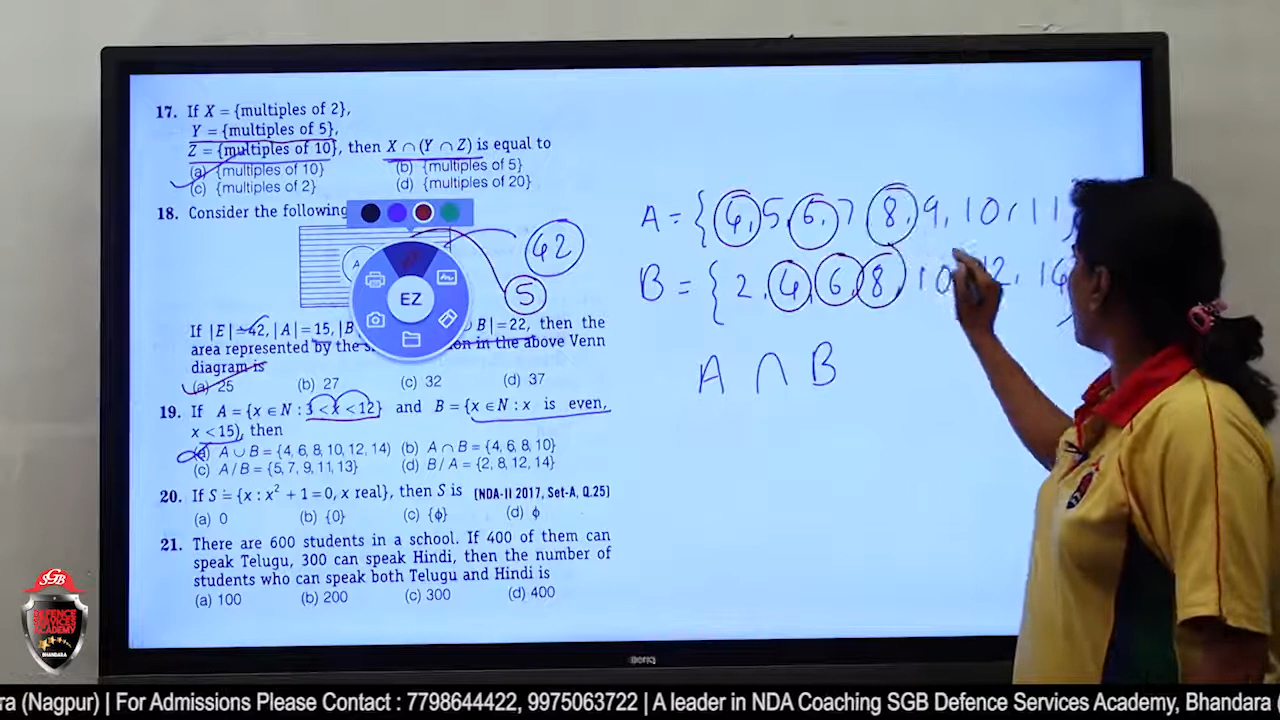 17. If X = {multiples of 2},
Y = {multiples of 5},
Z = {multiples of 10}, then X ∩ (Y ∩ Z) is equal to
(a) {multiples of 10} (b) {multiples of 5}
(c) {multiples of 2} (d) {multiples of 20}
18. Consider the following
A
42
5
EZ
If |E| = 42, |A| = 15, |B ∪ B| = 22, then the
area represented by the in the above Venn
diagram is
(a) 25 (b) 27 (c) 32 (d) 37
19. If A = {x ∈ N : 3 < x < 12} and B = {x ∈ N : x is even,
x < 15}, then
(a) A ∪ B = {4, 6, 8, 10, 12, 14} (b) A ∩ B = {4, 6, 8, 10}
(c) A / B = {5, 7, 9, 11, 13} (d) B / A = {2, 8, 12, 14}
20. If S = {x : x² + 1 = 0, x real}, then S is [NDA-II 2017, Set-A, Q.25]
(a) 0 (b) {0} (c) {ϕ} (d) ϕ
21. There are 600 students in a school. If 400 of them can
speak Telugu, 300 can speak Hindi, then the number of
students who can speak both Telugu and Hindi is
(a) 100 (b) 200 (c) 300 (d) 400
A = { 4, 5 6, 7 8, 9, 10, 11 }
B = { 2, 4, 6, 8, 10 12, 14
A ∩ B
BenQ
SGB
DEFENCE
SERVICES
ACADEMY
BHANDARA
ra (Nagpur) | For Admissions Please Contact : 7798644422, 9975063722 | A leader in NDA Coaching SGB Defence Services Academy, Bhandara